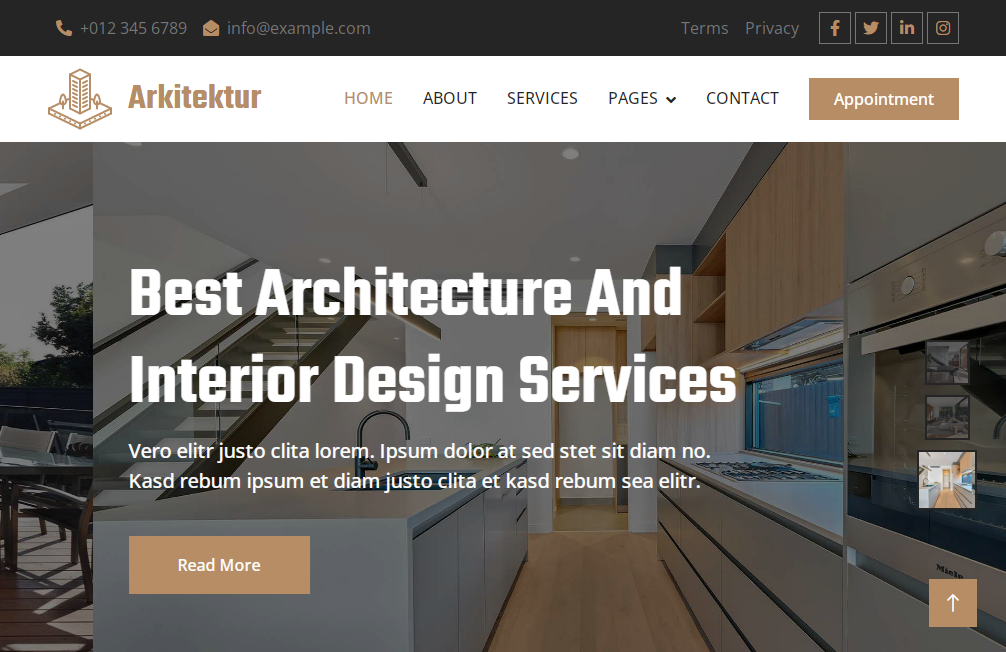 +012 345 6789 info@example.com Terms Privacy
Arkitektur HOME ABOUT SERVICES PAGES CONTACT Appointment
Best Architecture And
Interior Design Services
Vero elitr justo clita lorem. Ipsum dolor at sed stet sit diam no.
Kasd rebum ipsum et diam justo clita et kasd rebum sea elitr.
Read More
Miele